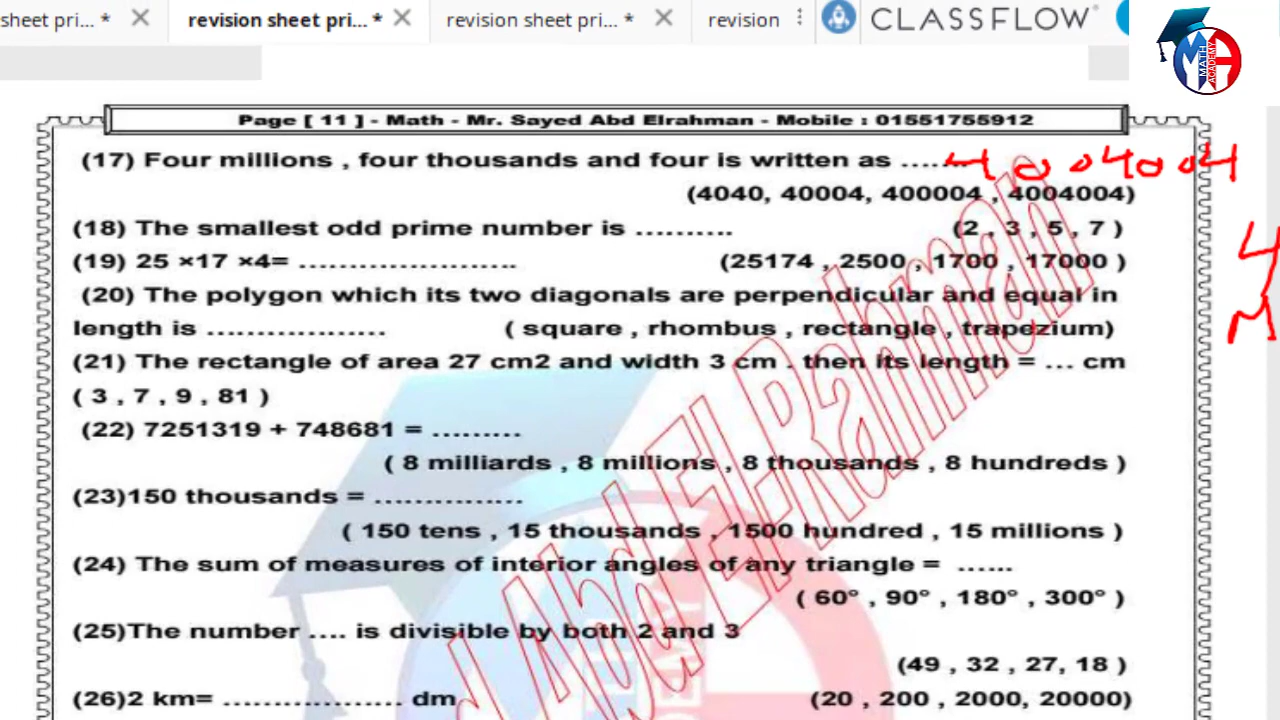 sheet pri... *
revision sheet pri... *
revision sheet pri... *
revision
CLASSFLOW
MATH ACADEMY
Page [ 11 ] - Math - Mr. Sayed Abd Elrahman - Mobile : 01551755912
(17) Four millions , four thousands and four is written as ....... 4004004
(4040, 40004, 400004 , 4004004)
(18) The smallest odd prime number is .......... (2 , 3 , 5 , 7 )
(19) 25 ×17 ×4= ...................... (25174 , 2500 , 1700 , 17000 )
4
M
(20) The polygon which its two diagonals are perpendicular and equal in
length is .................. ( square , rhombus , rectangle , trapezium)
(21) The rectangle of area 27 cm2 and width 3 cm . then its length = ... cm
( 3 , 7 , 9 , 81 )
(22) 7251319 + 748681 = .........
( 8 milliards , 8 millions , 8 thousands , 8 hundreds )
(23)150 thousands = ...............
( 150 tens , 15 thousands , 1500 hundred , 15 millions )
(24) The sum of measures of interior angles of any triangle = ......
( 60° , 90° , 180° , 300° )
(25)The number .... is divisible by both 2 and 3
(49 , 32 , 27, 18 )
(26)2 km= .................. dm (20 , 200 , 2000, 20000)
Abd El-Rahman